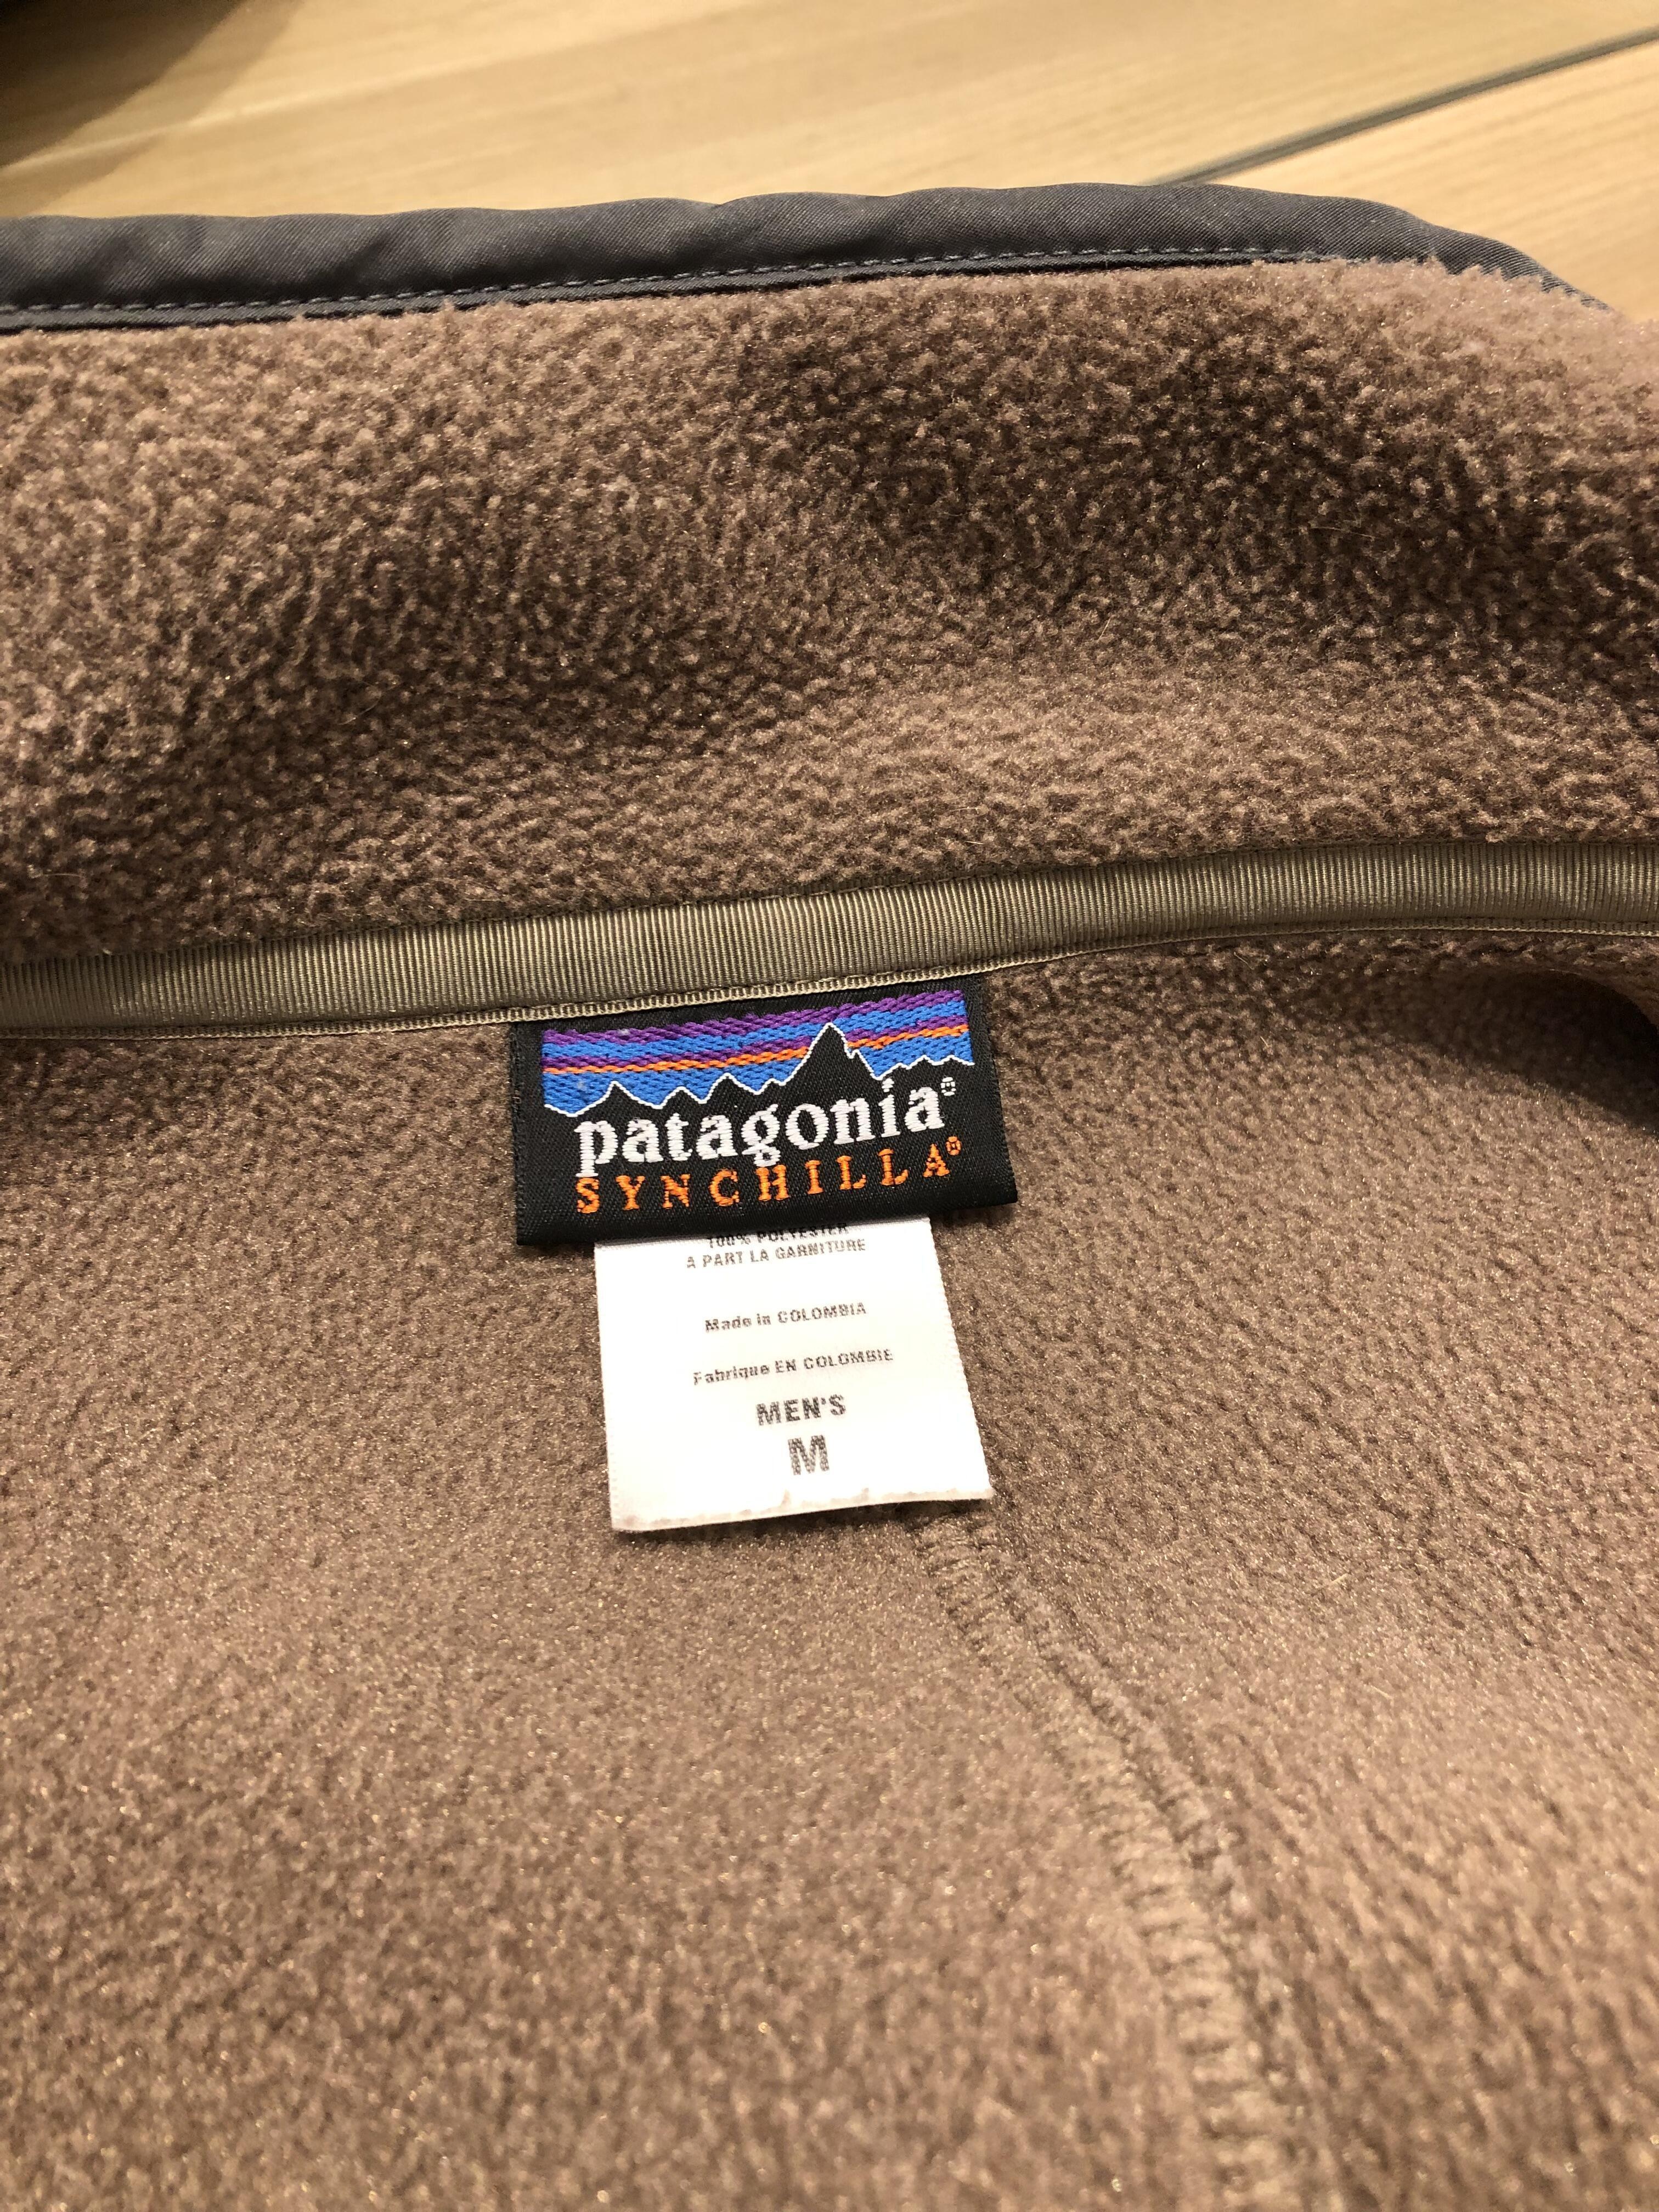 patagonia®
SYNCHILLA®
100% POLYESTER
A PART LA GARNITURE
Made in COLOMBIA
Fabrique EN COLOMBIE
MEN'S
M